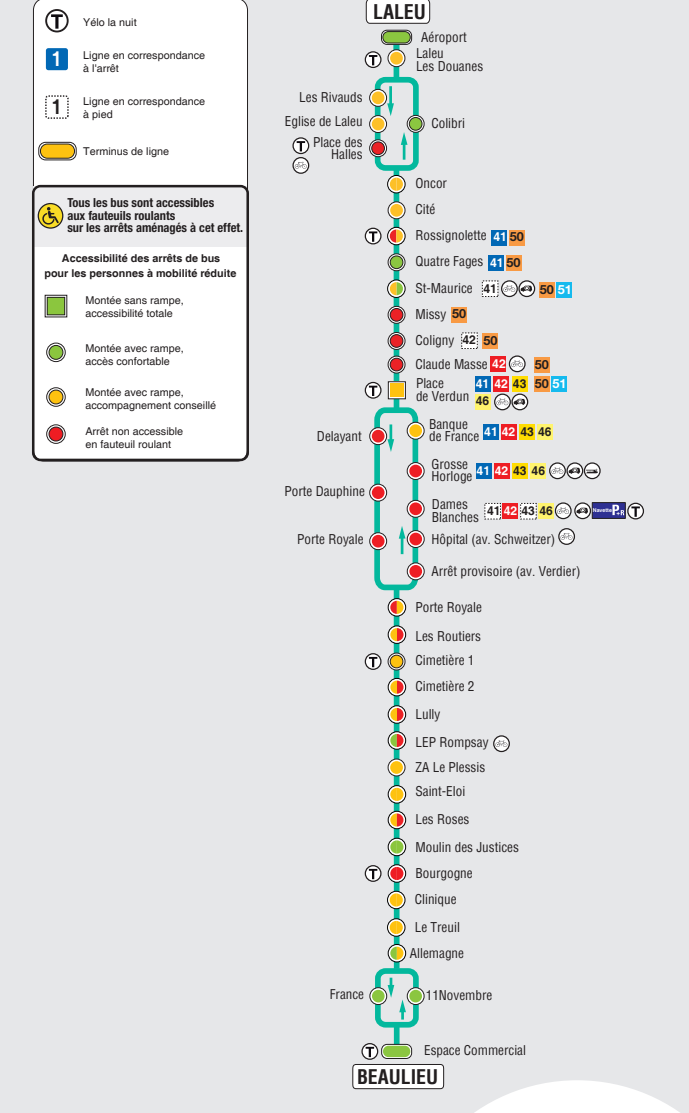 T Yélo la nuit
1 Ligne en correspondance
à l'arrêt
1 Ligne en correspondance
à pied
Terminus de ligne
Tous les bus sont accessibles
aux fauteuils roulants
sur les arrêts aménagés à cet effet.
Accessibilité des arrêts de bus
pour les personnes à mobilité réduite
Montée sans rampe,
accessibilité totale
Montée avec rampe,
accès confortable
Montée avec rampe,
accompagnement conseillé
Arrêt non accessible
en fauteuil roulant
LALEU
Aéroport
T Laleu
Les Douanes
Les Rivauds
Eglise de Laleu
Colibri
T Place des
Halles
Oncor
Cité
T Rossignolette 41 50
Quatre Fages 41 50
St-Maurice 41 50 51
Missy 50
Coligny 42 50
Claude Masse 42 50
T Place
de Verdun
41 42 43 50 51
46
Delayant
Banque
de France 41 42 43 46
Grosse
Horloge 41 42 43 46
Porte Dauphine
Dames
Blanches 41 42 43 46 Navette P+R T
Porte Royale
Hôpital (av. Schweitzer)
Arrêt provisoire (av. Verdier)
Porte Royale
Les Routiers
T Cimetière 1
Cimetière 2
Lully
LEP Rompsay
ZA Le Plessis
Saint-Eloi
Les Roses
Moulin des Justices
T Bourgogne
Clinique
Le Treuil
Allemagne
France
11Novembre
T Espace Commercial
BEAULIEU